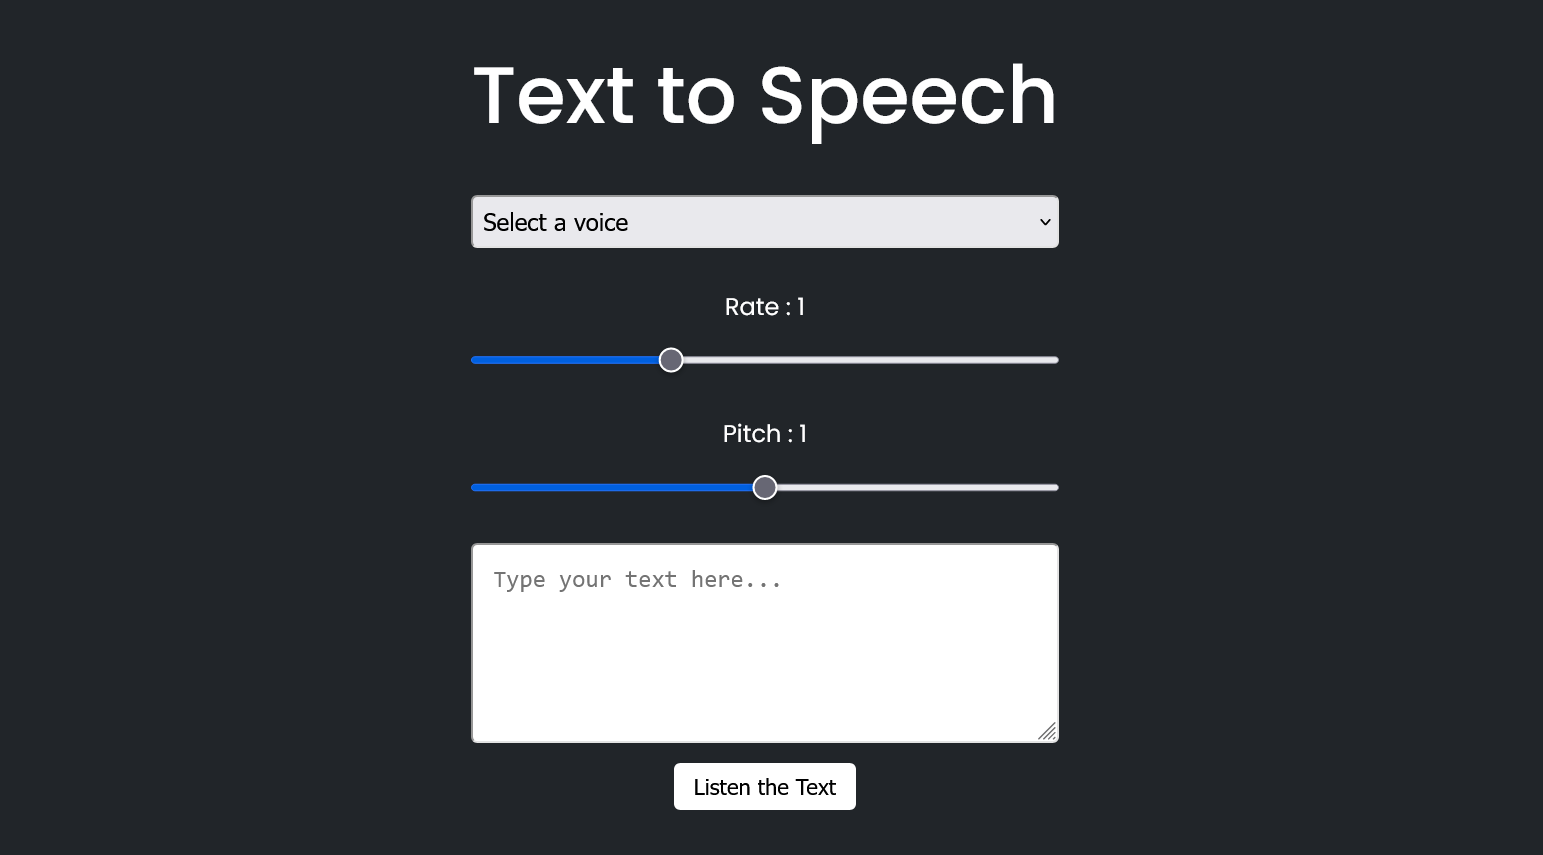 Text to Speech
Select a voice
Rate : 1
Pitch : 1
Type your text here...
Listen the Text